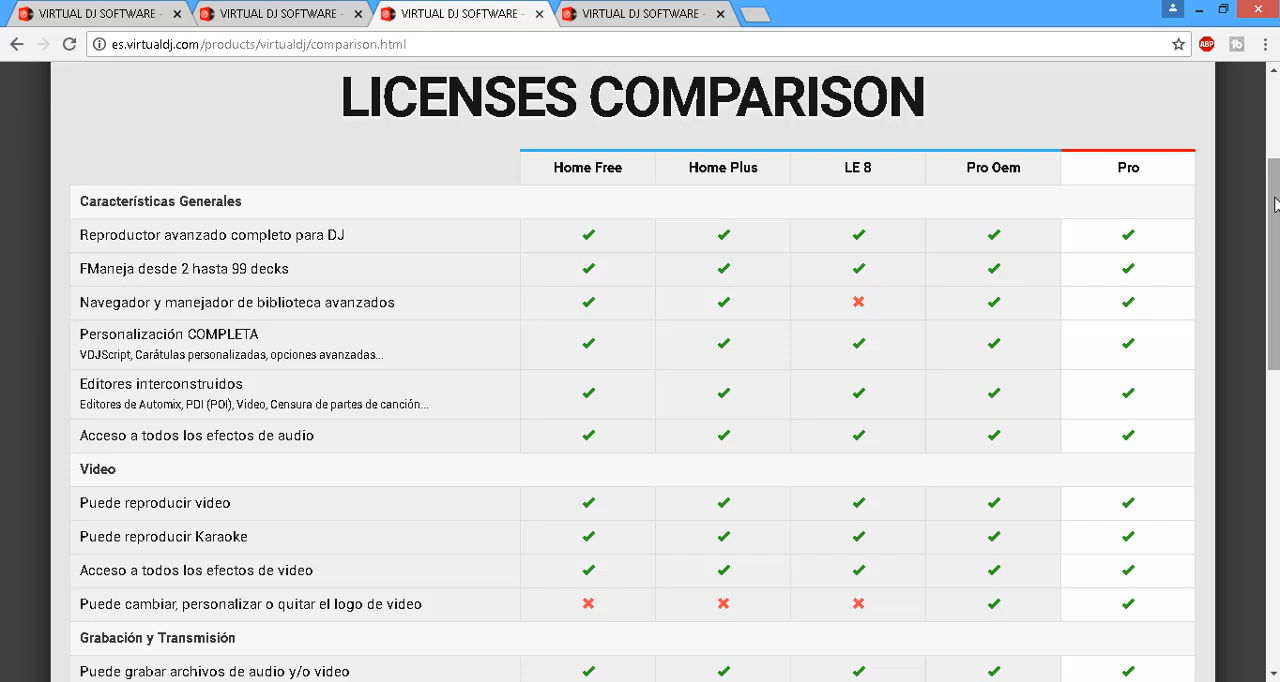 VIRTUAL DJ SOFTWARE -
VIRTUAL DJ SOFTWARE -
VIRTUAL DJ SOFTWARE -
VIRTUAL DJ SOFTWARE -
es.virtualdj.com/products/virtualdj/comparison.html
ABP
LICENSES COMPARISON
Home Free
Home Plus
LE 8
Pro Oem
Pro
Características Generales
Reproductor avanzado completo para DJ
FManeja desde 2 hasta 99 decks
Navegador y manejador de biblioteca avanzados
Personalización COMPLETA
VDJScript, Carátulas personalizadas, opciones avanzadas...
Editores interconstruidos
Editores de Automix, PDI (POI), Video, Censura de partes de canción...
Acceso a todos los efectos de audio
Video
Puede reproducir video
Puede reproducir Karaoke
Acceso a todos los efectos de video
Puede cambiar, personalizar o quitar el logo de video
Grabación y Transmisión
Puede grabar archivos de audio y/o video